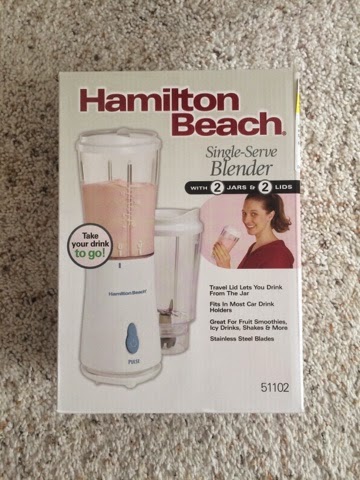 Hamilton
Beach®
Single-Serve
Blender
WITH 2 JARS & 2 LIDS
Take
your drink
to go!
Hamilton Beach®
PULSE
Travel Lid Lets You Drink
From The Jar
Fits In Most Car Drink
Holders
Great For Fruit Smoothies,
Icy Drinks, Shakes & More
Stainless Steel Blades
51102